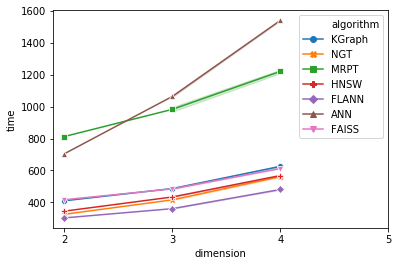 1600
1400
1200
1000
800
600
400
time
2
3
4
5
dimension
algorithm
KGraph
NGT
MRPT
HNSW
FLANN
ANN
FAISS